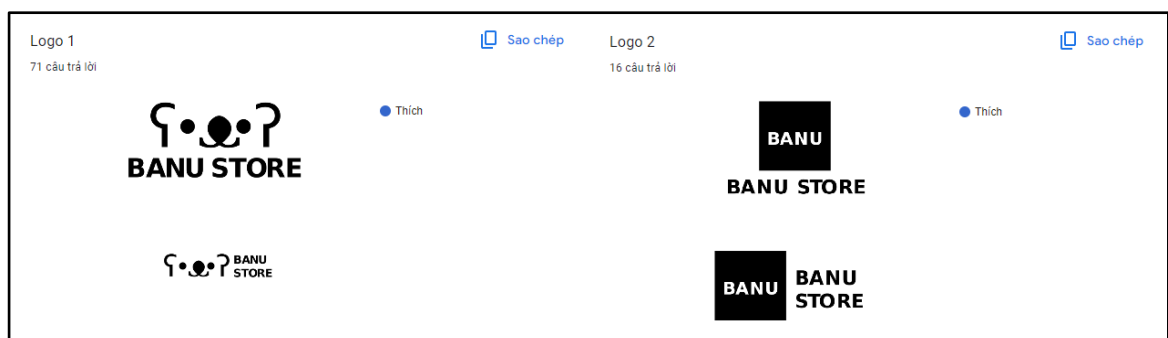 Logo 1
Sao chép
71 câu trả lời
Thích
ʕ•ᴥ•ʔ
BANU STORE
BANU
STORE
Logo 2
Sao chép
16 câu trả lời
Thích
BANU
BANU STORE
BANU
BANU
STORE